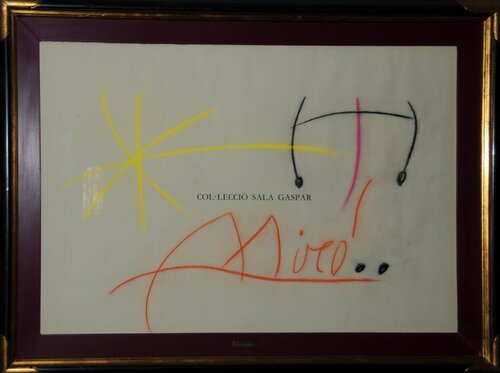 COL·LECCIÓ SALA GASPAR
Miró..